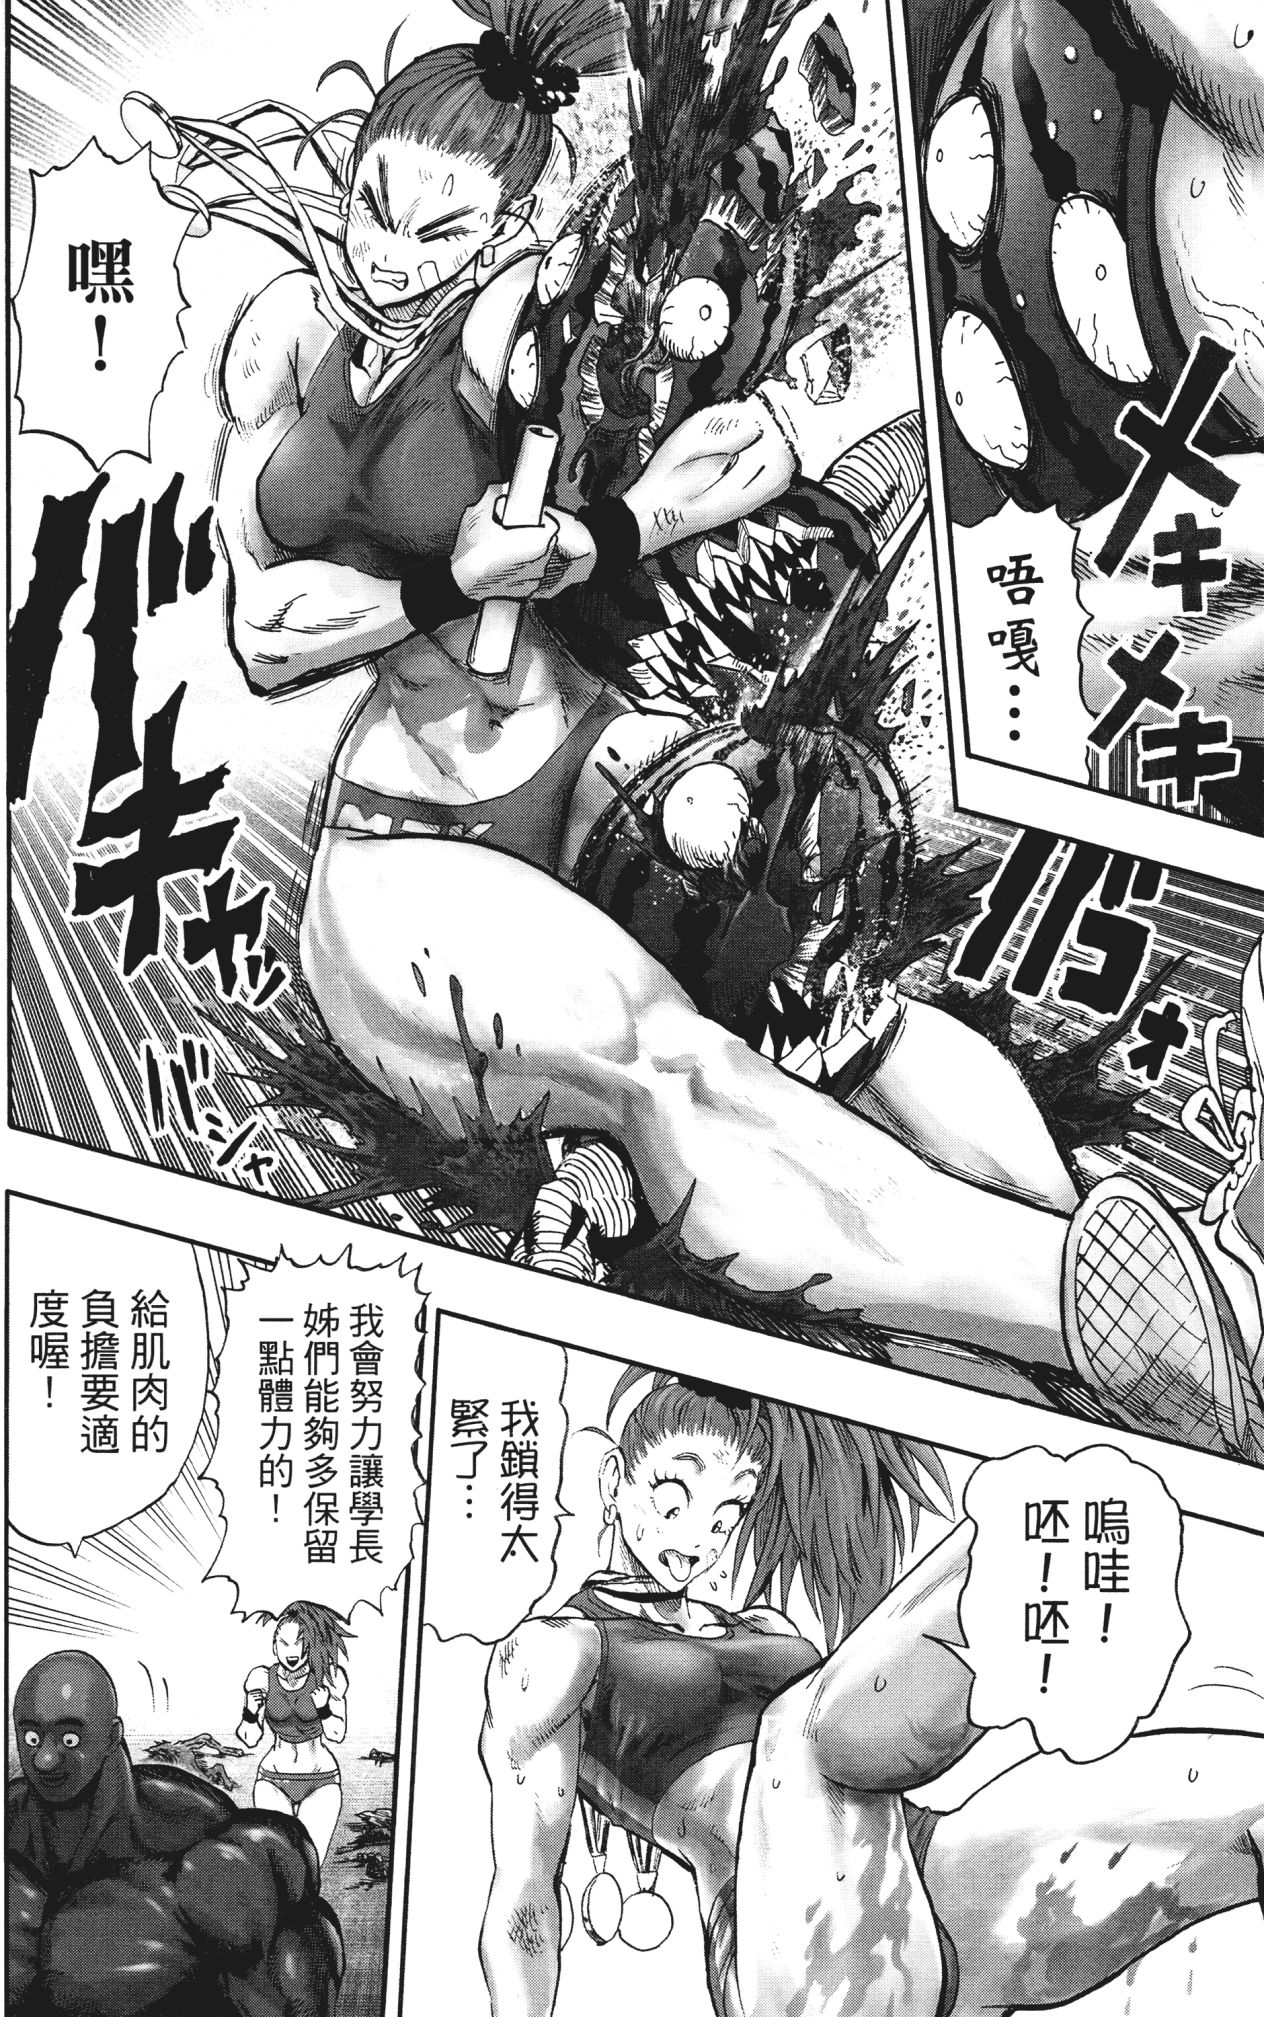 メキメキ
唔嘎⋯
嘿！
バゴォ
バキャッ
バシャ
MFK
嗚哇！
呸！呸！
我鎖得太
緊了⋯
我會努力讓學長
姊們能夠多保留
一點體力的！
給肌肉的
負擔要適
度喔！